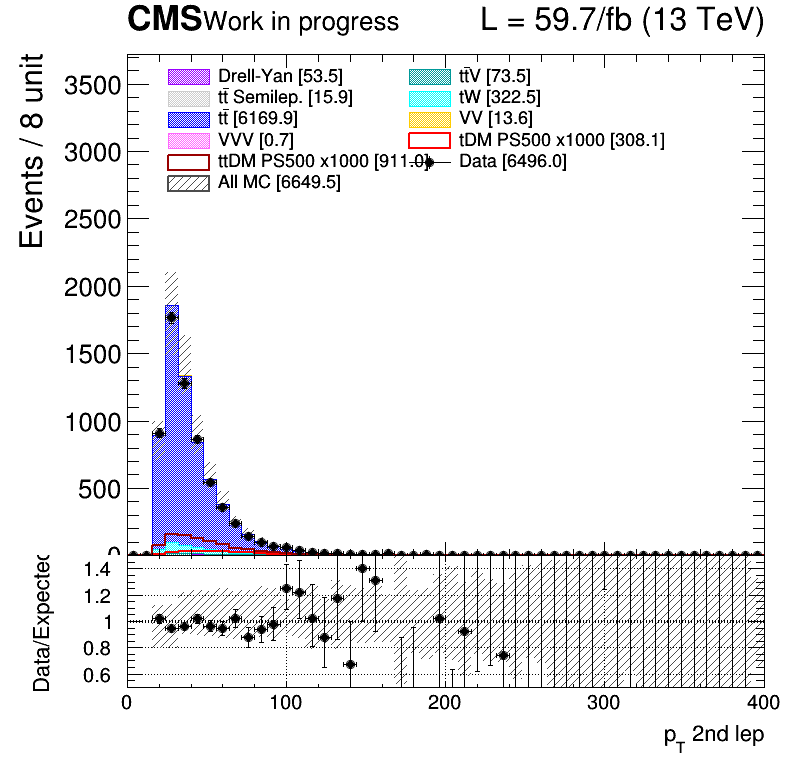 CMS Work in progress L = 59.7/fb (13 TeV)
Events / 8 unit
3500
3000
2500
2000
1500
1000
500
0
Drell-Yan [53.5]
tt̄ Semilep. [15.9]
tt̄ [6169.9]
VVV [0.7]
ttDM PS500 x1000 [911.0]
All MC [6649.5]
tt̄V [73.5]
tW [322.5]
VV [13.6]
tDM PS500 x1000 [308.1]
Data [6496.0]
Data/Expected
1.4
1.2
1
0.8
0.6
0 100 200 300 400
p_T 2nd lep